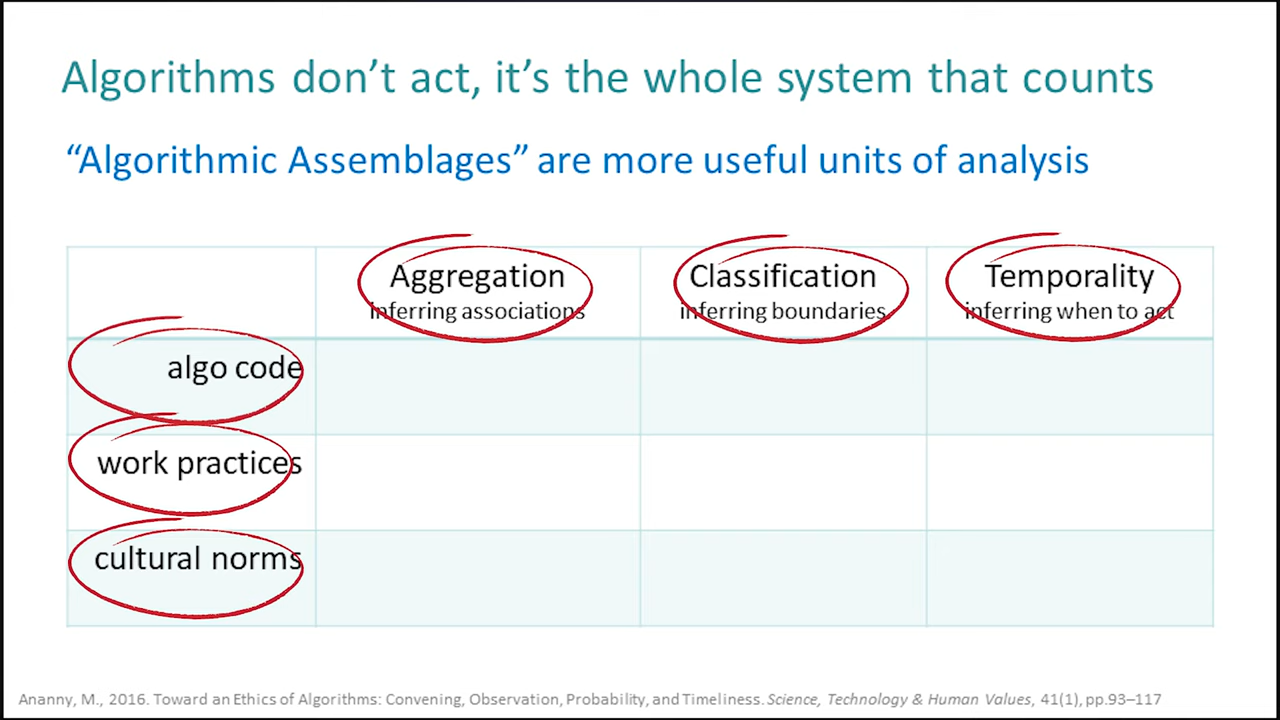 Algorithms don’t act, it’s the whole system that counts
“Algorithmic Assemblages” are more useful units of analysis
Aggregation Classification Temporality
inferring associations inferring boundaries inferring when to act
algo code
work practices
cultural norms
Ananny, M., 2016. Toward an Ethics of Algorithms: Convening, Observation, Probability, and Timeliness. Science, Technology & Human Values, 41(1), pp.93–117